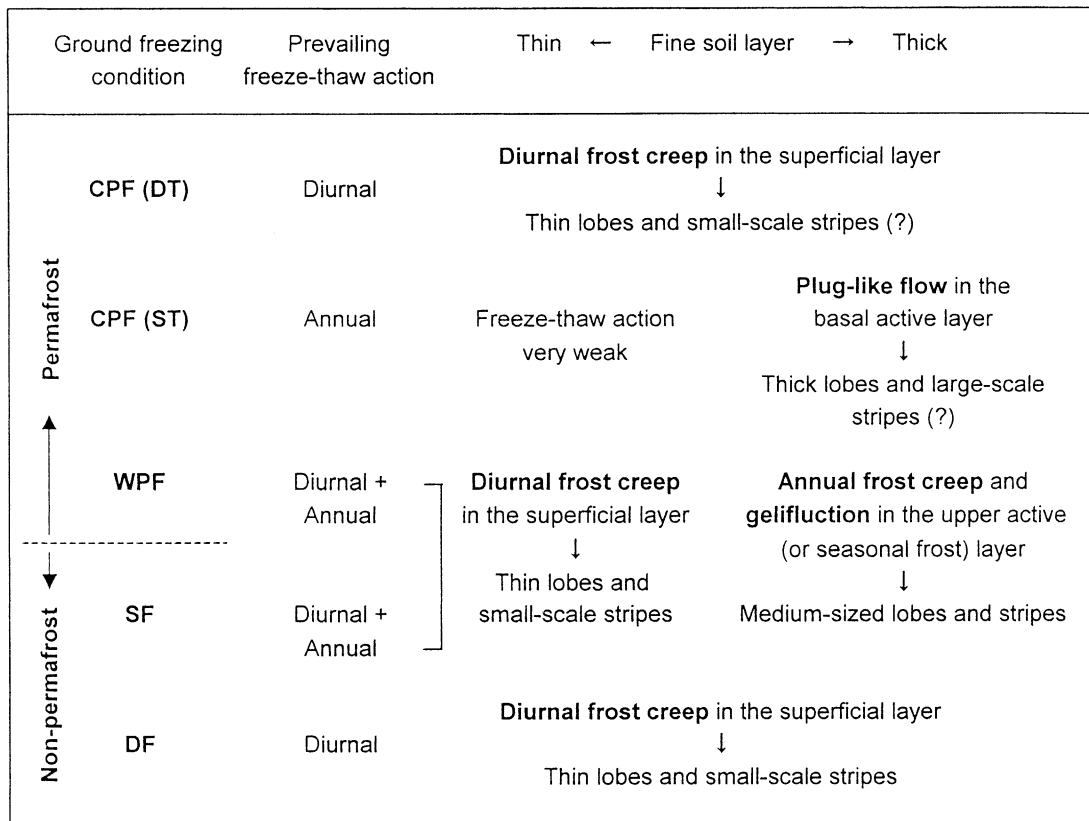 Ground freezing condition
Prevailing freeze-thaw action
Thin ← Fine soil layer → Thick
Permafrost
Non-permafrost
CPF (DT)
Diurnal
Diurnal frost creep in the superficial layer
↓
Thin lobes and small-scale stripes (?)
CPF (ST)
Annual
Freeze-thaw action
very weak
Plug-like flow in the
basal active layer
↓
Thick lobes and large-scale
stripes (?)
WPF
Diurnal +
Annual
SF
Diurnal +
Annual
Diurnal frost creep
in the superficial layer
↓
Thin lobes and
small-scale stripes
Annual frost creep and
gelifluction in the upper active
(or seasonal frost) layer
↓
Medium-sized lobes and stripes
DF
Diurnal
Diurnal frost creep in the superficial layer
↓
Thin lobes and small-scale stripes